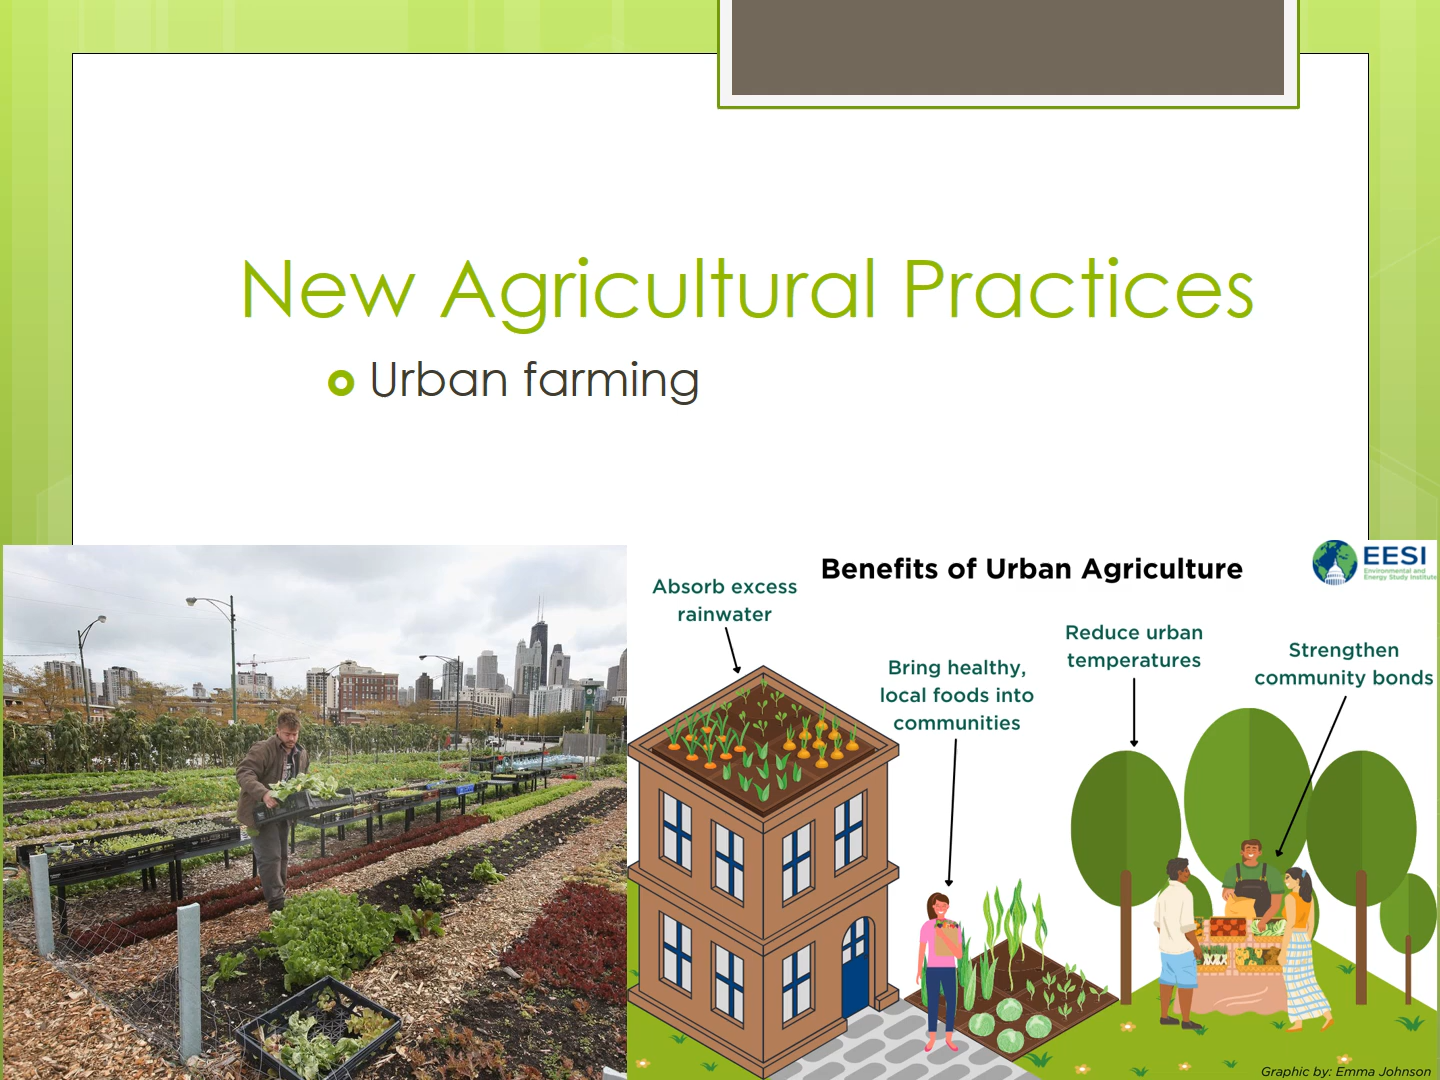 New Agricultural Practices
Urban farming
Benefits of Urban Agriculture
EESI
Environmental and
Energy Study Institute
Absorb excess
rainwater
Bring healthy,
local foods into
communities
Reduce urban
temperatures
Strengthen
community bonds
Graphic by: Emma Johnson